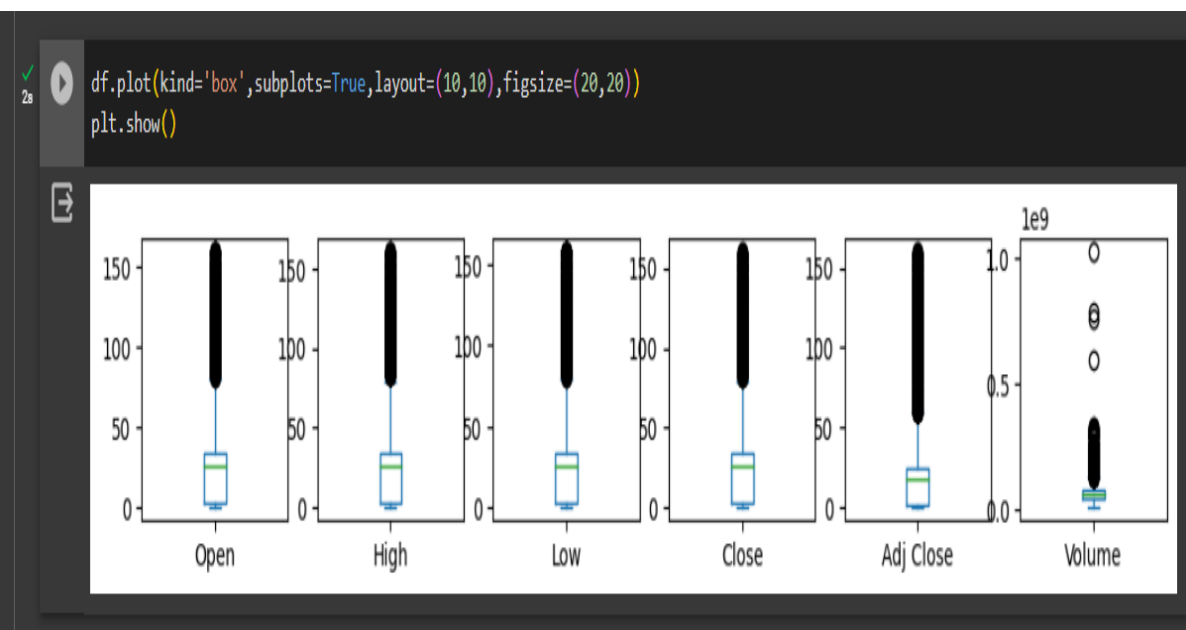 df.plot(kind='box',subplots=True,layout=(10,10),figsize=(20,20))
plt.show()
2s
1e9
150 150 150 150 150 1.0
100 100 100 100 100
50 50 50 50 50 0.5
0 0 0 0 0 0.0
Open High Low Close Adj Close Volume